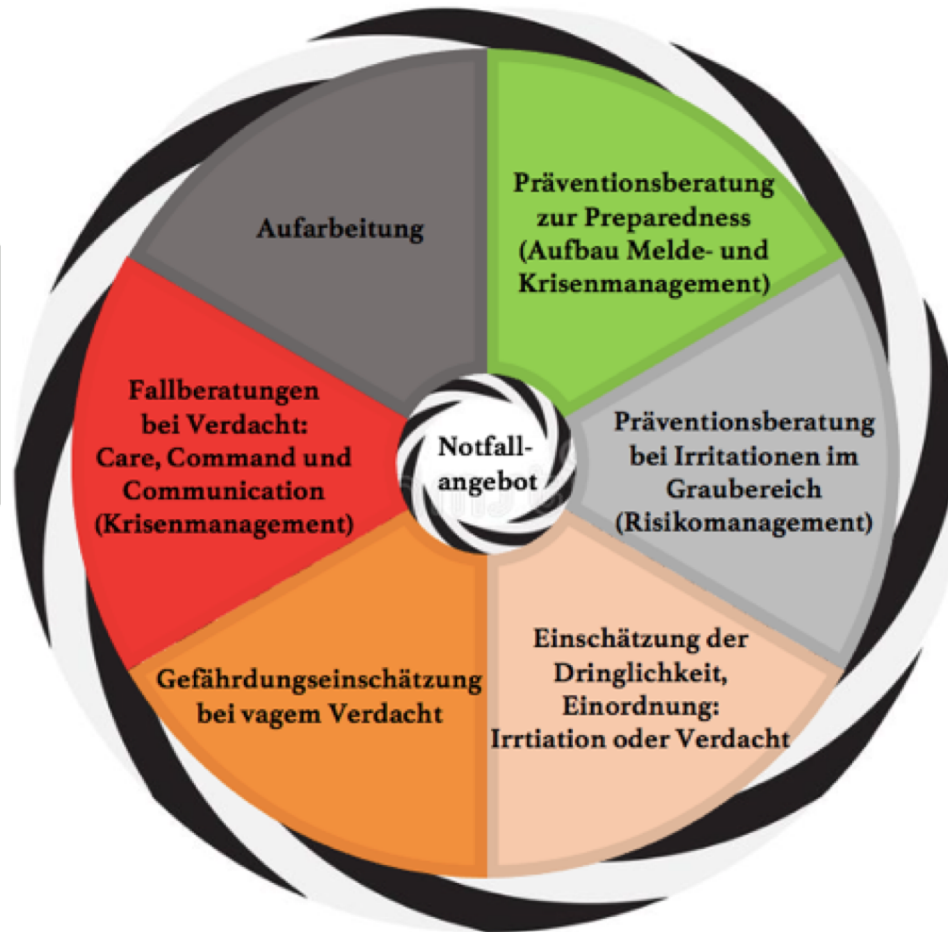 Aufarbeitung
Präventionsberatung
zur Preparedness
(Aufbau Melde- und
Krisenmanagement)
Fallberatungen
bei Verdacht:
Care, Command und
Communication
(Krisenmanagement)
Notfall-
angebot
Präventionsberatung
bei Irritationen im
Graubereich
(Risikomanagement)
Gefährdungseinschätzung
bei vagem Verdacht
Einschätzung der
Dringlichkeit,
Einordnung:
Irrtiation oder Verdacht